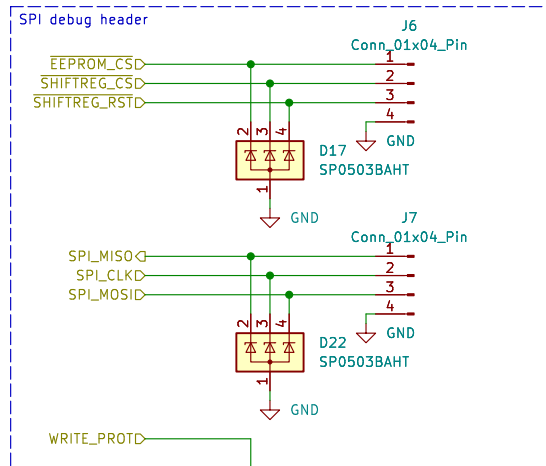 SPI debug header
J6
Conn_01x04_Pin
EEPROM_CS 1
SHIFTREG_CS 2
SHIFTREG_RST 3
4
GND
2 3 4
D17
SP0503BAHT
1
GND
J7
Conn_01x04_Pin
SPI_MISO 1
SPI_CLK 2
SPI_MOSI 3
4
GND
2 3 4
D22
SP0503BAHT
1
GND
WRITE_PROT